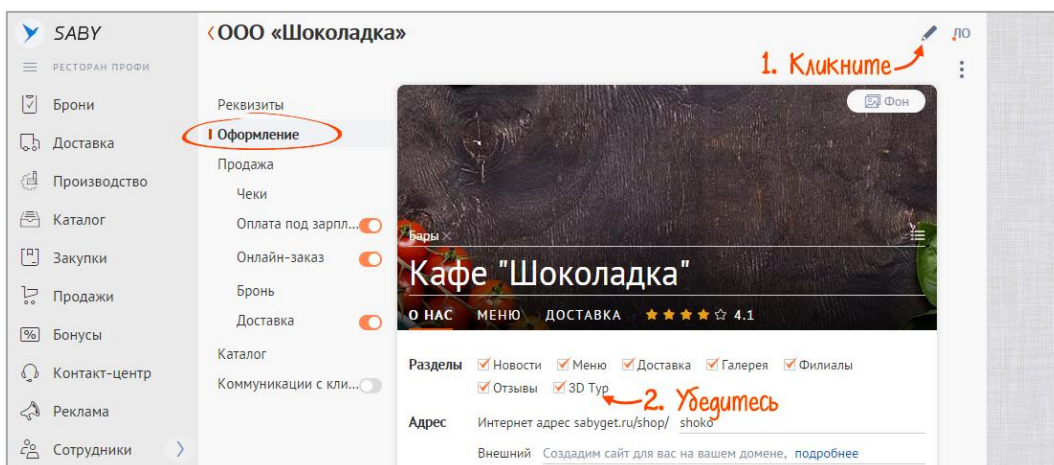 SABY
РЕСТОРАН ПРОФИ
Брони
Доставка
Производство
Каталог
Закупки
Продажи
Бонусы
Контакт-центр
Реклама
Сотрудники
ООО «Шоколадка»
ЛО
1. Кликните
Реквизиты
Оформление
Продажа
Чеки
Оплата под зарпл...
Онлайн-заказ
Бронь
Доставка
Каталог
Коммуникации с кли...
Фон
Бары
Кафе "Шоколадка"
О НАС МЕНЮ ДОСТАВКА 4.1
Разделы Новости Меню Доставка Галерея Филиалы
Отзывы 3D Тур
2. Убедитесь
Адрес Интернет адрес sabyget.ru/shop/ shoko
Внешний Создадим сайт для вас на вашем домене, подробнее